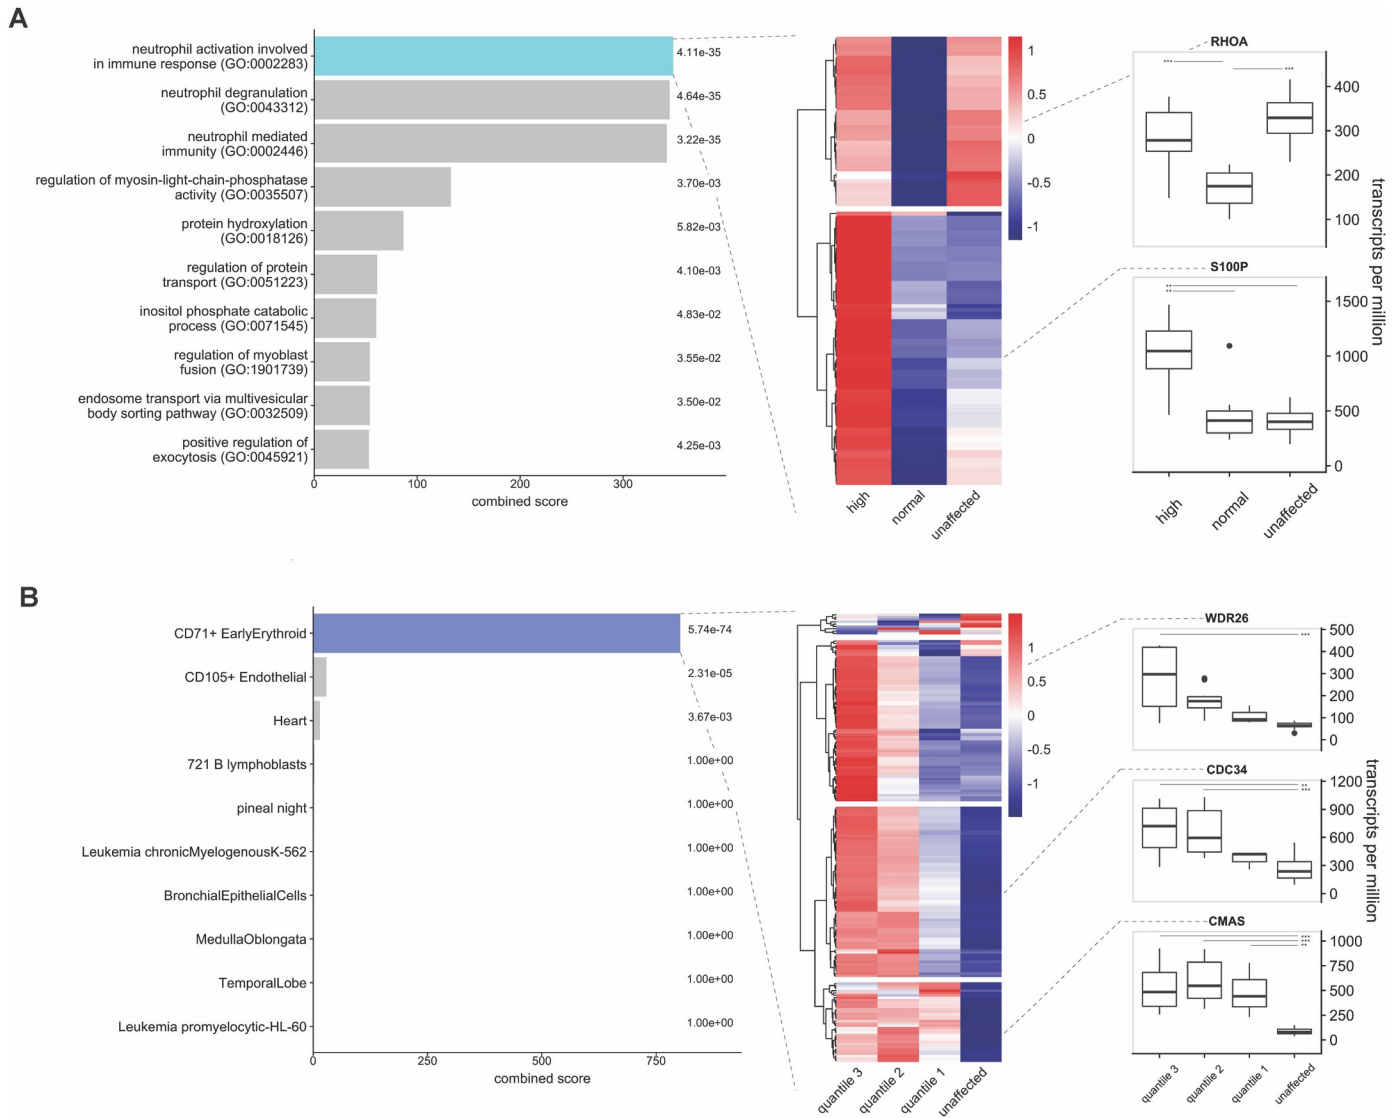 A
neutrophil activation involved
in immune response (GO:0002283)
4.11e-35
neutrophil degranulation
(GO:0043312)
4.64e-35
neutrophil mediated
immunity (GO:0002446)
3.22e-35
regulation of myosin-light-chain-phosphatase
activity (GO:0035507)
3.70e-03
protein hydroxylation
(GO:0018126)
5.82e-03
regulation of protein
transport (GO:0051223)
4.10e-03
inositol phosphate catabolic
process (GO:0071545)
4.83e-02
regulation of myoblast
fusion (GO:1901739)
3.55e-02
endosome transport via multivesicular
body sorting pathway (GO:0032509)
3.50e-02
positive regulation of
exocytosis (GO:0045921)
4.25e-03
0 100 200 300
combined score
1
0.5
0
-0.5
-1
high normal unaffected
RHOA
*** ***
400
300
200
100
S100P
**
**
1500
1000
500
0
high normal unaffected
transcripts per million
B
CD71+ EarlyErythroid
5.74e-74
CD105+ Endothelial
2.31e-05
Heart
3.67e-03
721 B lymphoblasts
1.00e+00
pineal night
1.00e+00
Leukemia chronicMyelogenousK-562
1.00e+00
BronchialEpithelialCells
1.00e+00
MedullaOblongata
1.00e+00
TemporalLobe
1.00e+00
Leukemia promyelocytic-HL-60
1.00e+00
0 250 500 750
combined score
1
0.5
0
-0.5
-1
quantile 3 quantile 2 quantile 1 unaffected
WDR26
***
500
400
300
200
100
0
CDC34
**
***
1200
900
600
300
0
CMAS
***
***
**
1000
750
500
250
0
quantile 3 quantile 2 quantile 1 unaffected
transcripts per million